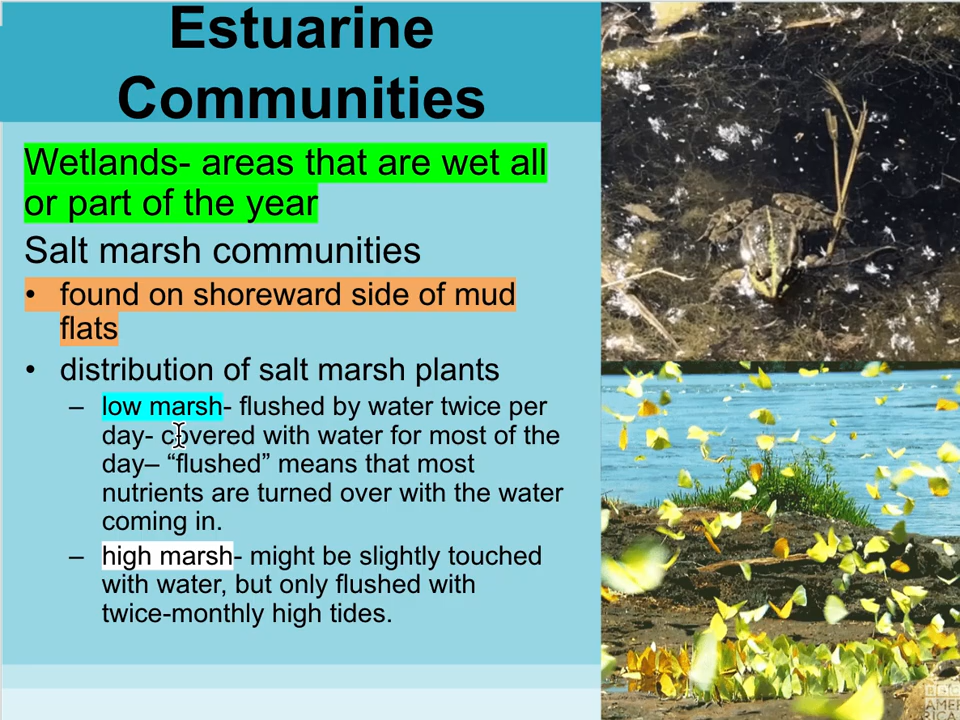 Estuarine
Communities
Wetlands- areas that are wet all
or part of the year
Salt marsh communities
• found on shoreward side of mud
flats
• distribution of salt marsh plants
– low marsh- flushed by water twice per
day- covered with water for most of the
day– “flushed” means that most
nutrients are turned over with the water
coming in.
– high marsh- might be slightly touched
with water, but only flushed with
twice-monthly high tides.
BBC
AMERICA